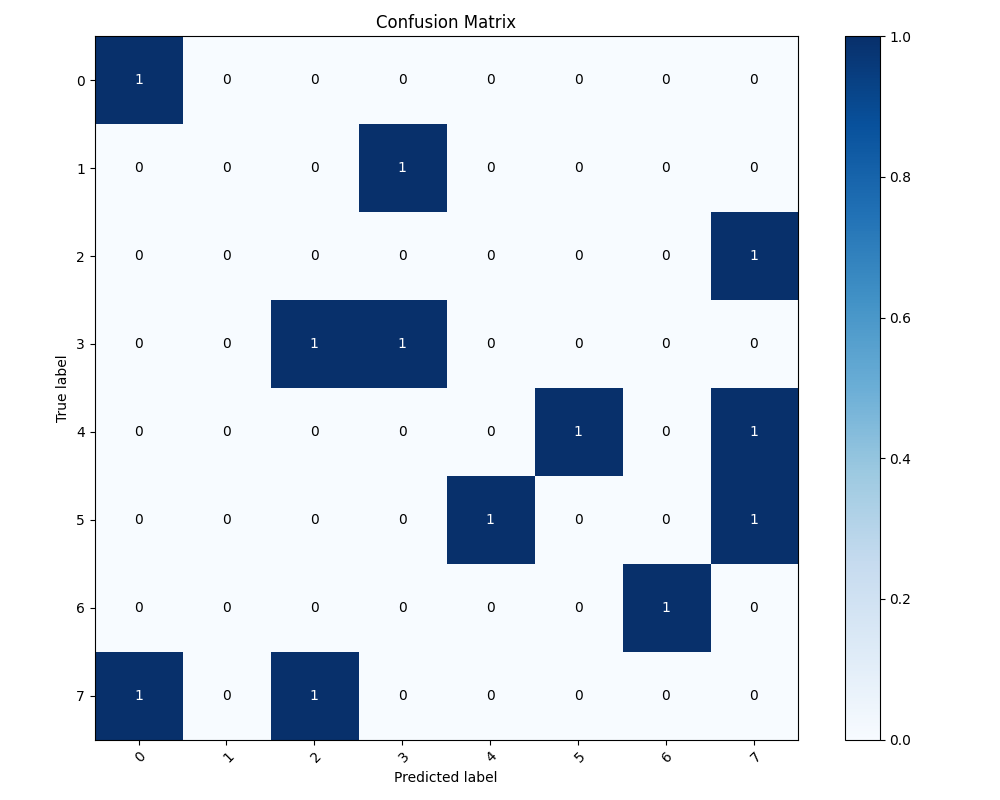 Confusion Matrix
0 1 0 0 0 0 0 0 0
1 0 0 0 1 0 0 0 0
2 0 0 0 0 0 0 0 1
3 0 0 1 1 0 0 0 0
4 0 0 0 0 0 1 0 1
5 0 0 0 0 1 0 0 1
6 0 0 0 0 0 0 1 0
7 1 0 1 0 0 0 0 0
0 1 2 3 4 5 6 7
True label
Predicted label
1.0
0.8
0.6
0.4
0.2
0.0